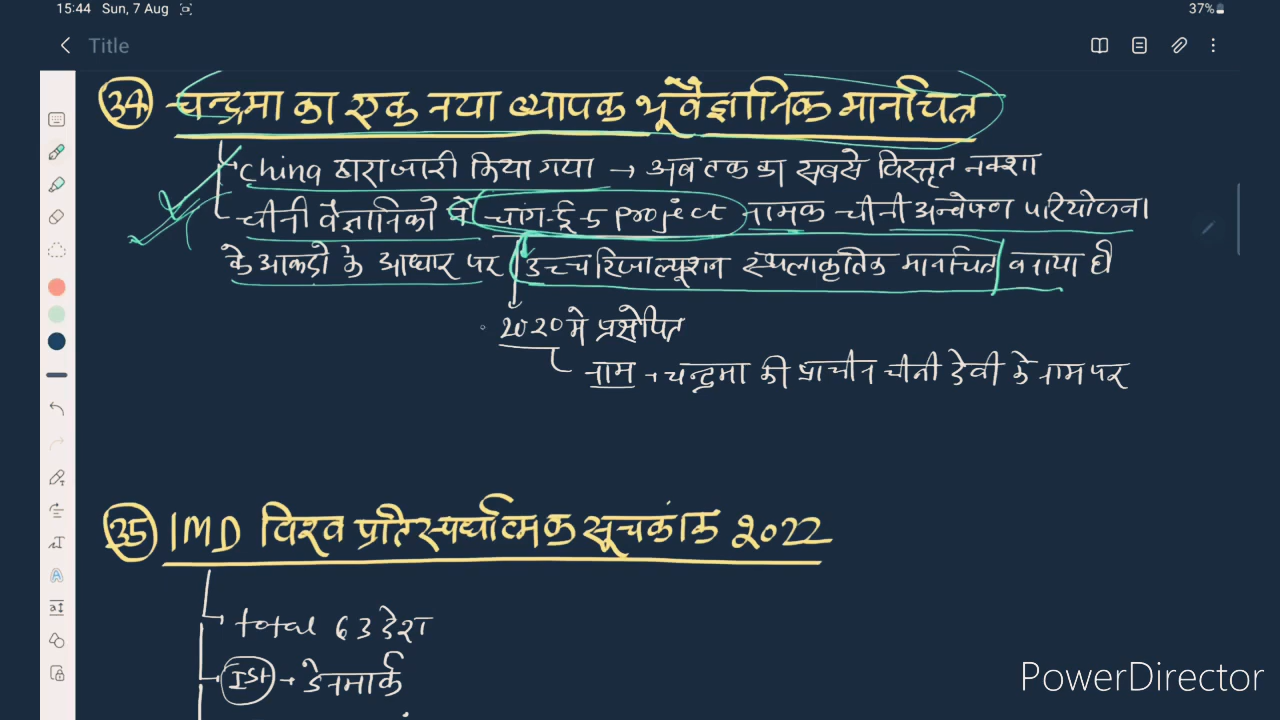 15:44 Sun, 7 Aug
37%
Title
34 चन्द्रमा का एक नया व्यापक भूवैज्ञानिक मानचित्र
China द्वारा जारी किया गया → अब तक का सबसे विस्तृत नक्शा
चीनी वैज्ञानिको ने चांग-ई-5 project नामक चीनी अन्वेषण परियोजना
के आकड़ो के आधार पर उच्च रिजाल्यूशन स्थलाकृतिक मानचित्र बनाया है
2020 मे प्रक्षेपित
नाम → चन्द्रमा की प्राचीन चीनी देवी के नाम पर
35 IMD विश्व प्रतिस्पर्धात्मक सूचकांक 2022
total 63 देश
Ist → डेनमार्क
PowerDirector